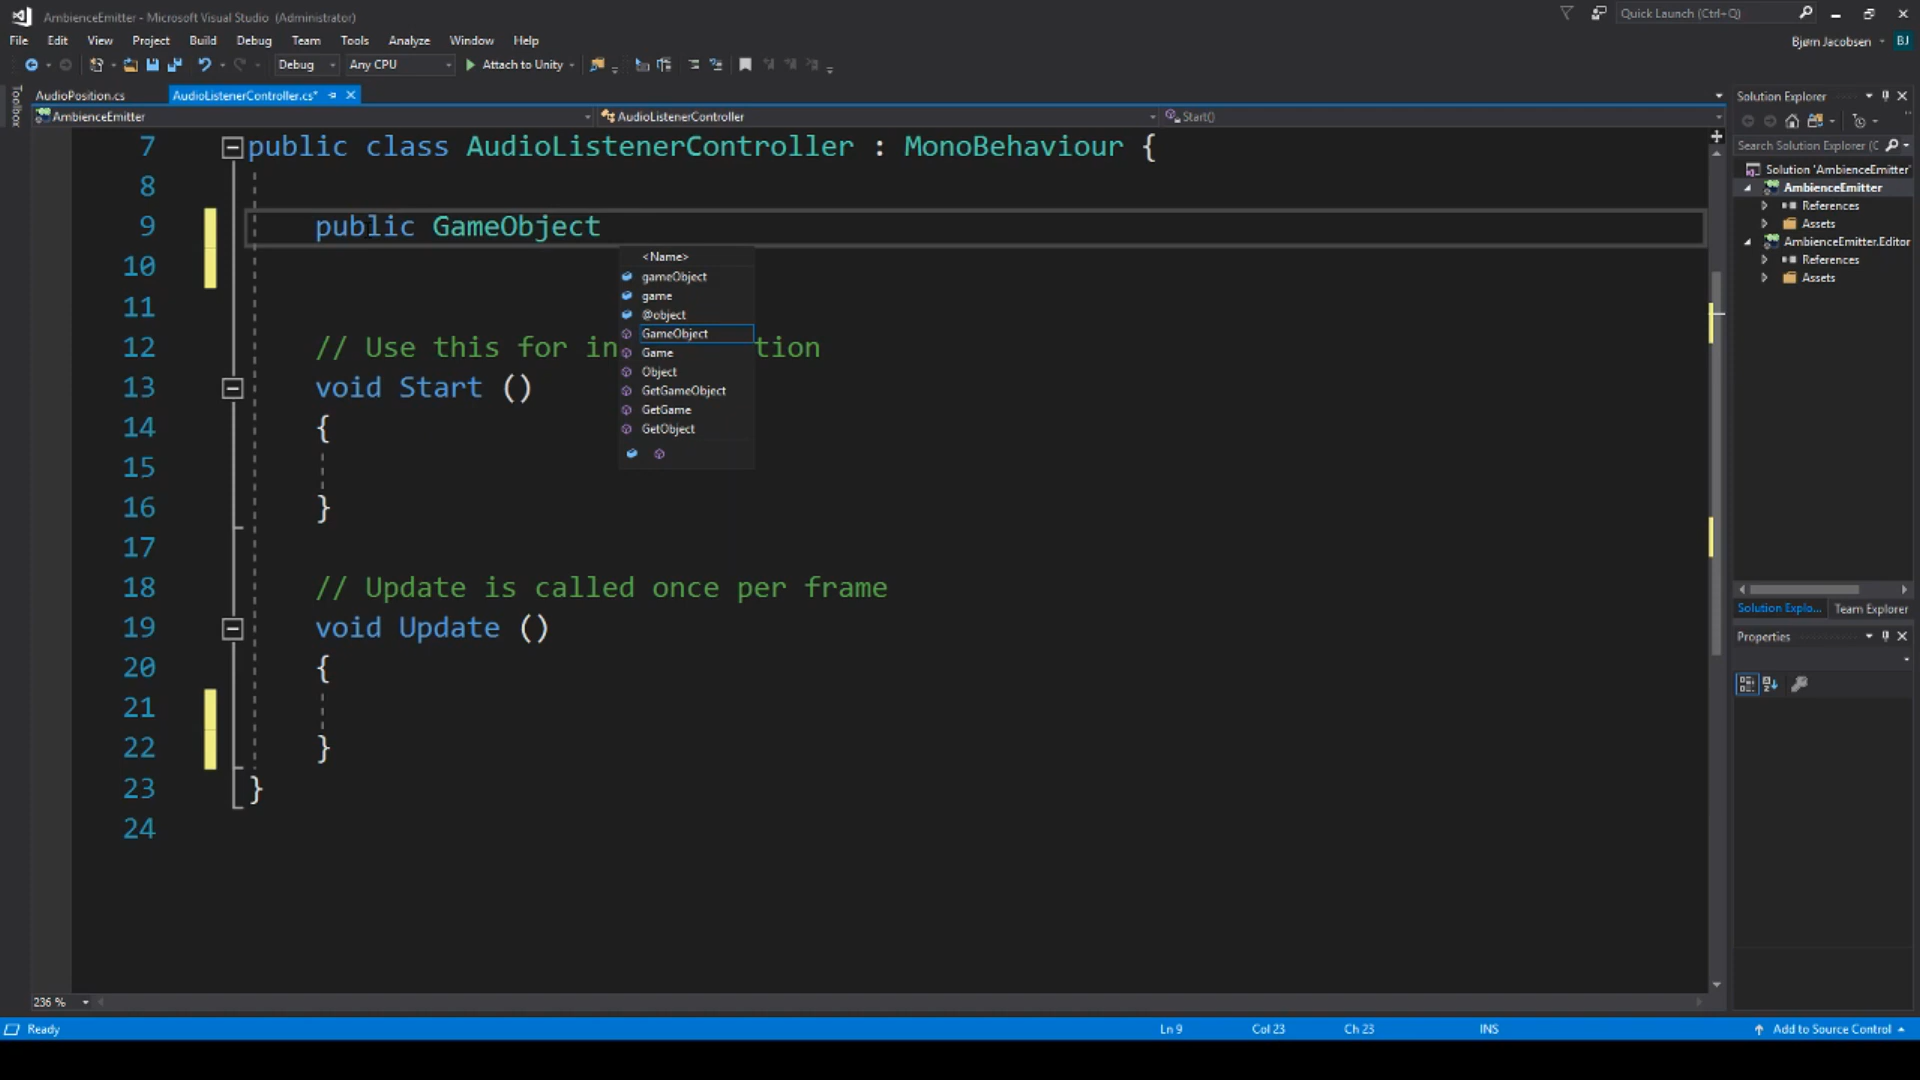 AmbienceEmitter - Microsoft Visual Studio (Administrator)
Quick Launch (Ctrl+Q)
File Edit View Project Build Debug Team Tools Analyze Window Help
Bjørn Jacobsen BJ
Debug Any CPU Attach to Unity
Toolbox
AudioPosition.cs AudioListenerController.cs*
AmbienceEmitter AudioListenerController Start()
7 public class AudioListenerController : MonoBehaviour {
8
9 public GameObject
10
11
12 // Use this for in tion
13 void Start ()
14 {
15
16 }
17
18 // Update is called once per frame
19 void Update ()
20 {
21
22 }
23 }
24
<Name>
gameObject
game
@object
GameObject
Game
Object
GetGameObject
GetGame
GetObject
Solution Explorer
Search Solution Explorer (C
Solution 'AmbienceEmitter'
AmbienceEmitter
References
Assets
AmbienceEmitter.Editor
References
Assets
Solution Explo... Team Explorer
Properties
236 %
Ready Ln 9 Col 23 Ch 23 INS Add to Source Control